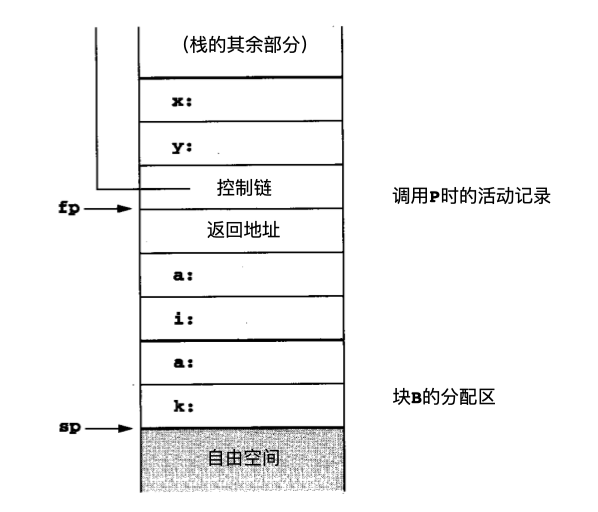 （栈的其余部分）
x:
y:
控制链
调用P时的活动记录
fp
返回地址
a:
i:
a:
块B的分配区
k:
sp
自由空间